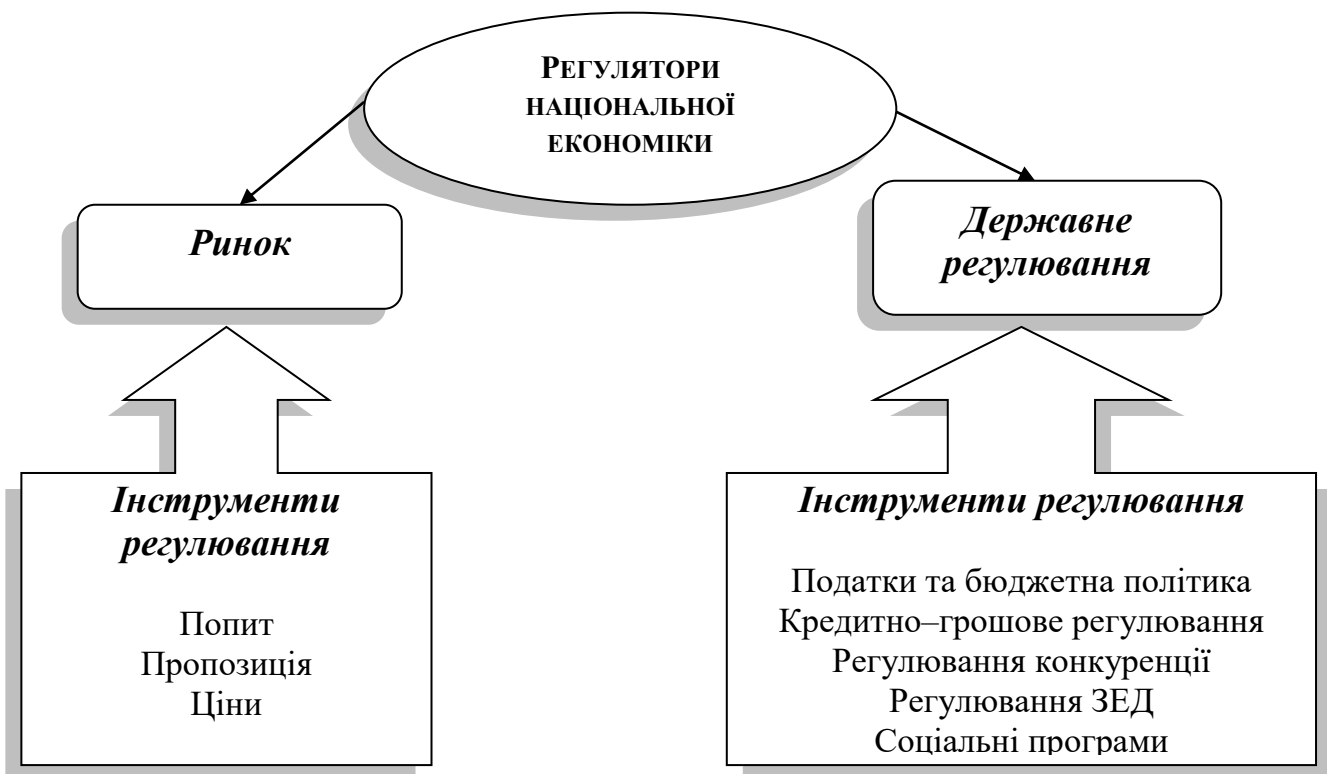 РЕГУЛЯТОРИ
НАЦІОНАЛЬНОЇ
ЕКОНОМІКИ
Ринок
Державне
регулювання
Інструменти
регулювання
Попит
Пропозиція
Ціни
Інструменти регулювання
Податки та бюджетна політика
Кредитно–грошове регулювання
Регулювання конкуренції
Регулювання ЗЕД
Соціальні програми